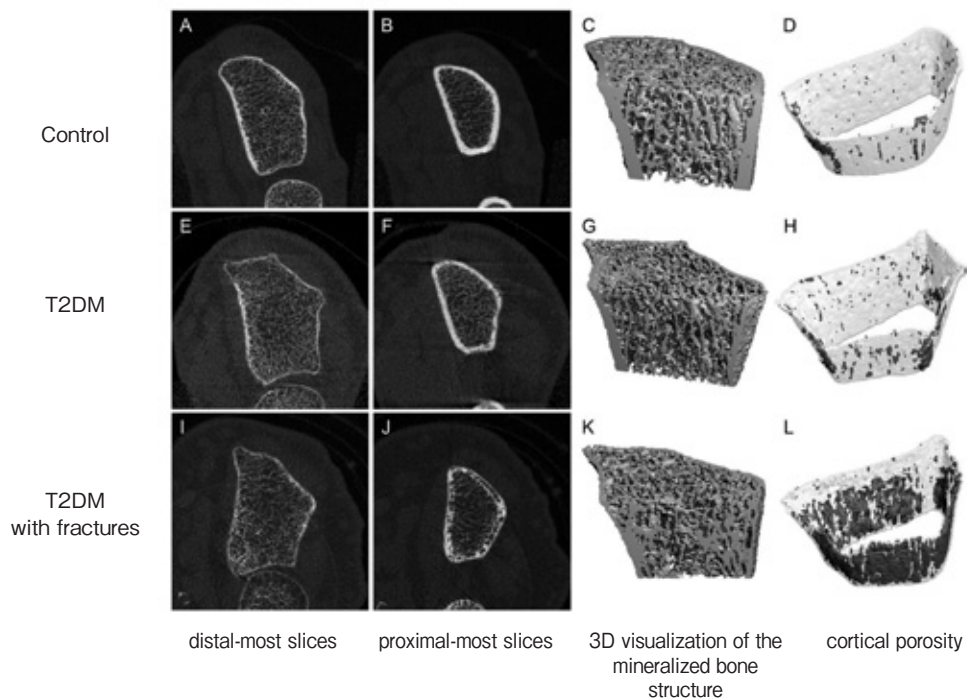 A
B
C
D
Control
E
F
G
H
T2DM
I
J
K
L
T2DM
with fractures
distal-most slices
proximal-most slices
3D visualization of the
mineralized bone
structure
cortical porosity